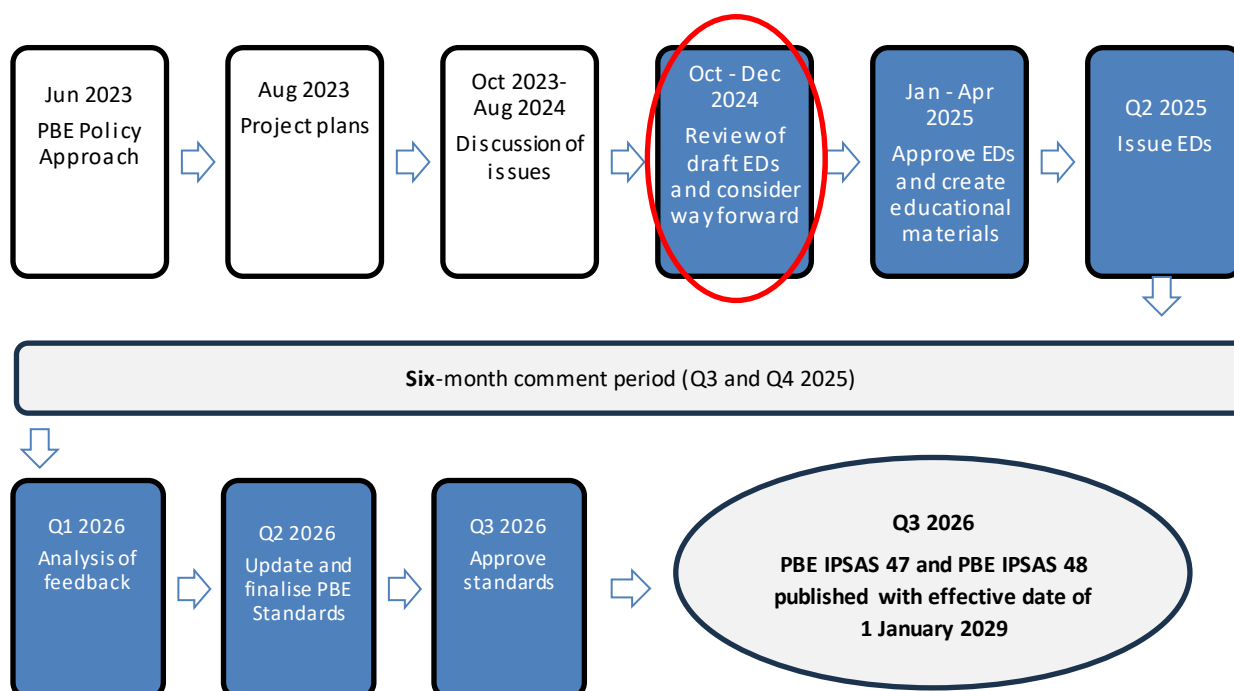 Jun 2023
PBE Policy
Approach
Aug 2023
Project plans
Oct 2023-
Aug 2024
Discussion of
issues
Oct - Dec
2024
Review of
draft EDs
and consider
way forward
Jan - Apr
2025
Approve EDs
and create
educational
materials
Q2 2025
Issue EDs
Six-month comment period (Q3 and Q4 2025)
Q1 2026
Analysis of
feedback
Q2 2026
Update and
finalise PBE
Standards
Q3 2026
Approve
standards
Q3 2026
PBE IPSAS 47 and PBE IPSAS 48
published with effective date of
1 January 2029